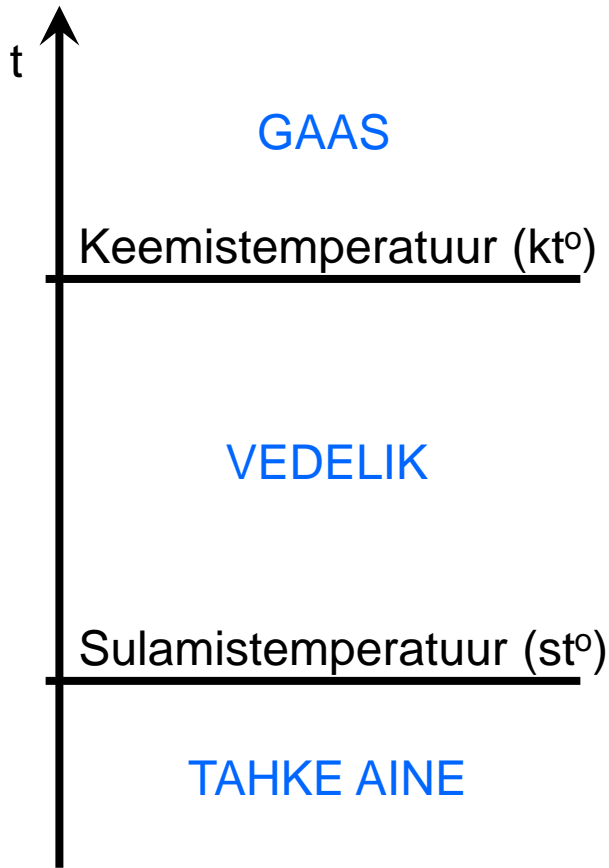 t
GAAS
Keemistemperatuur (ktº)
VEDELIK
Sulamistemperatuur (stº)
TAHKE AINE